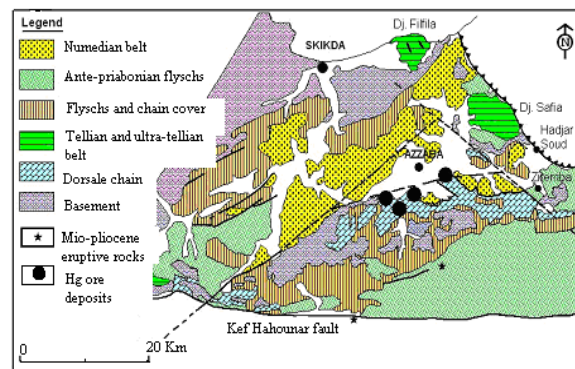 Legend
Numedian belt
Ante-priabonian flyschs
Flyschs and chain cover
Tellian and ultra-tellian
belt
Dorsale chain
Basement
Mio-pliocene
eruptive rocks
Hg ore
deposits
0
20 Km
Dj. Filfila
SKIKDA
N
Dj. Safia
Hadjar
Soud
AZZABA
Zitemba
Kef Hahounar fault